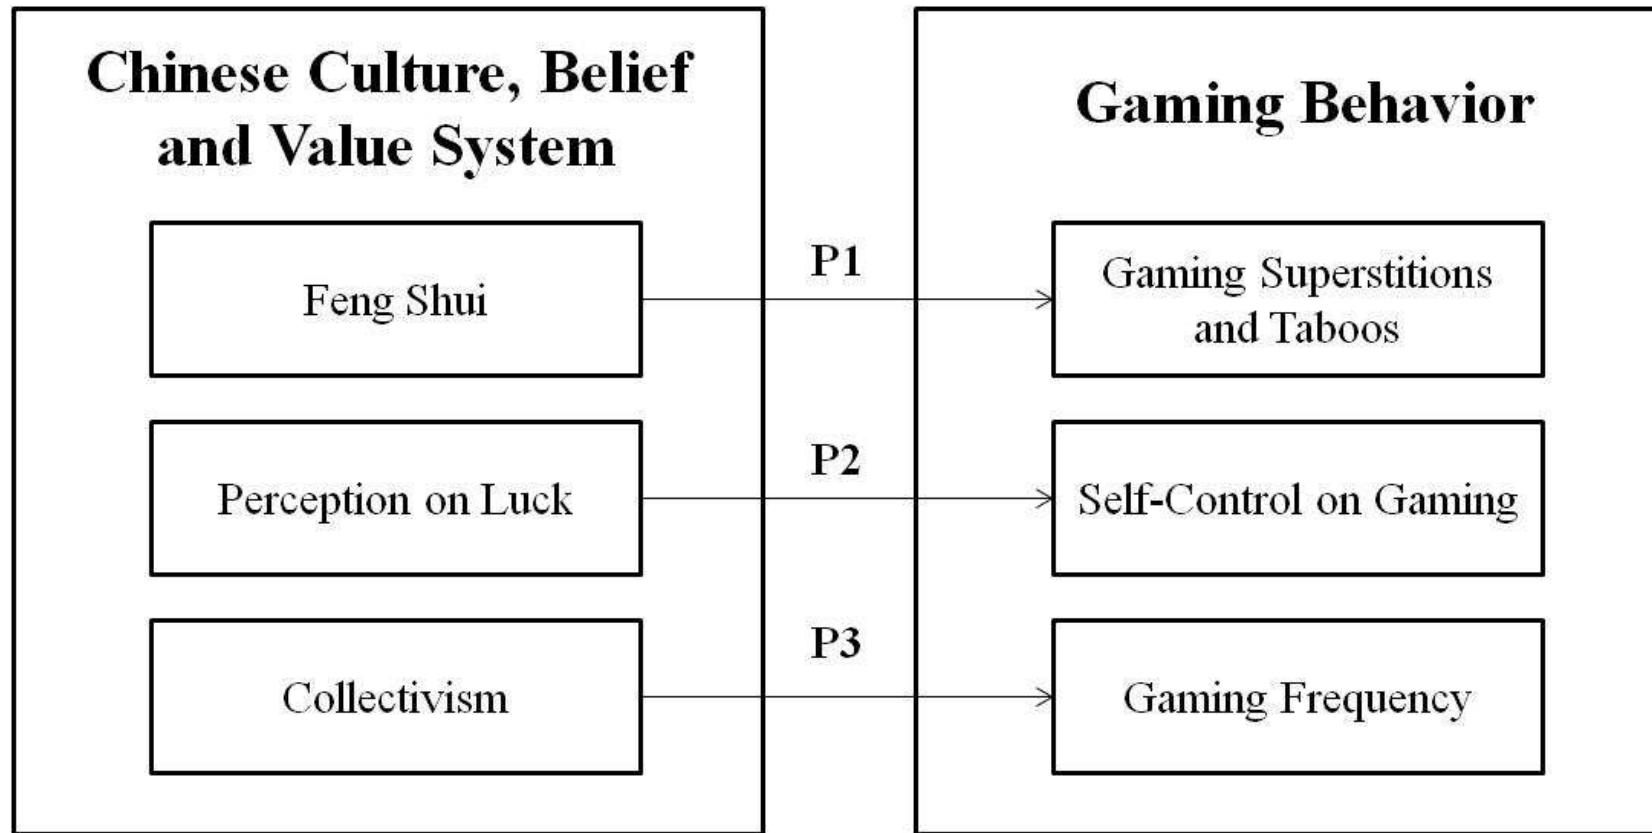 Chinese Culture, Belief
and Value System
Gaming Behavior
Feng Shui
P1
Gaming Superstitions
and Taboos
Perception on Luck
P2
Self-Control on Gaming
Collectivism
P3
Gaming Frequency